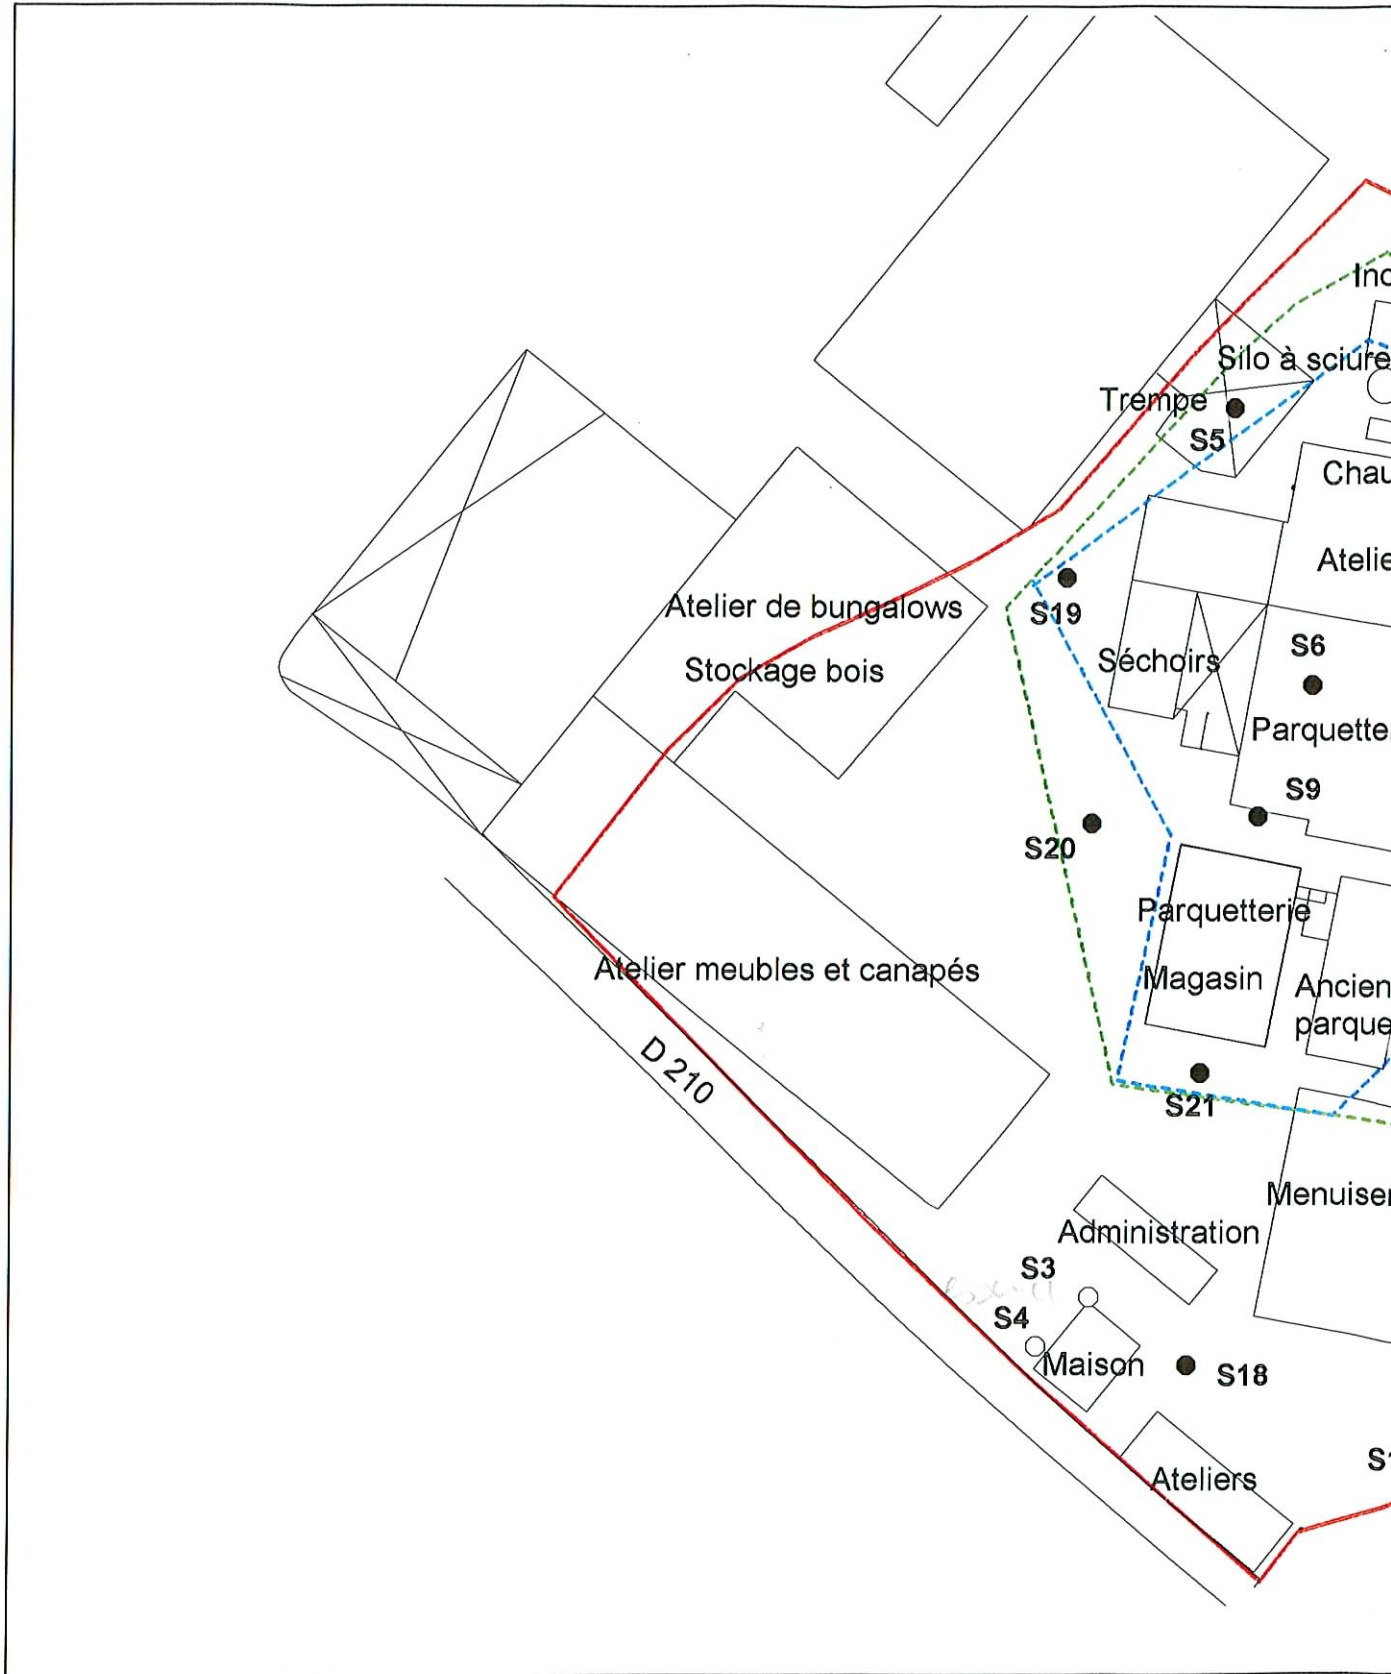 Inc
Silo à sciure
Trempe
S5
Chau
Atelie
Atelier de bungalows
S19
S6
Séchoirs
Stockage bois
Parquette
S9
S20
Parquetterie
Atelier meubles et canapés
Magasin
Ancien
parque
D 210
S21
Menuiser
Administration
S3
S4
Maison
S18
S1
Ateliers